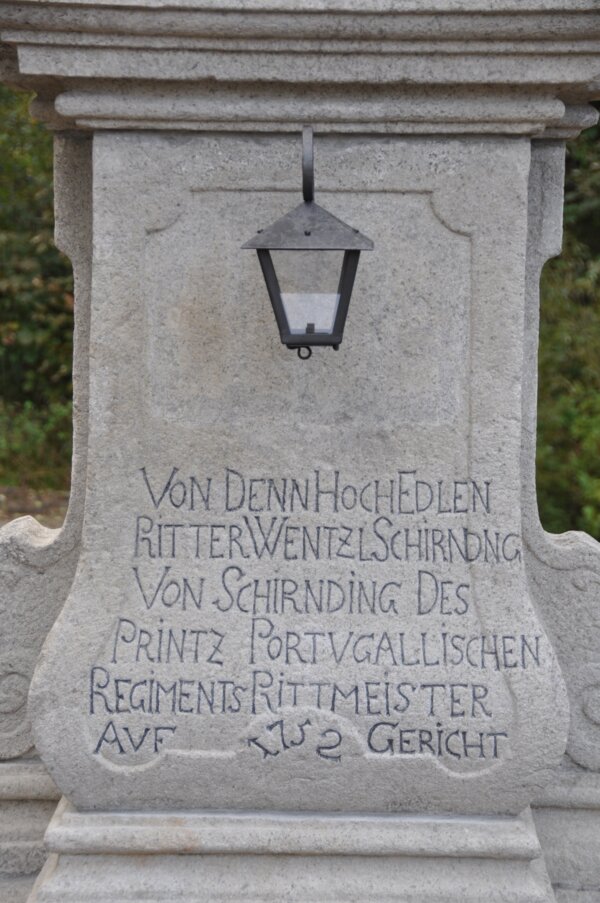 VON DENN HOCH EDLEN
RITTER WENTZL SCHIRNDNG
VON SCHIRNDING DES
PRINTZ PORTVGALLISCHEN
REGIMENTS RITTMEISTER
AVF 1752 GERICHT